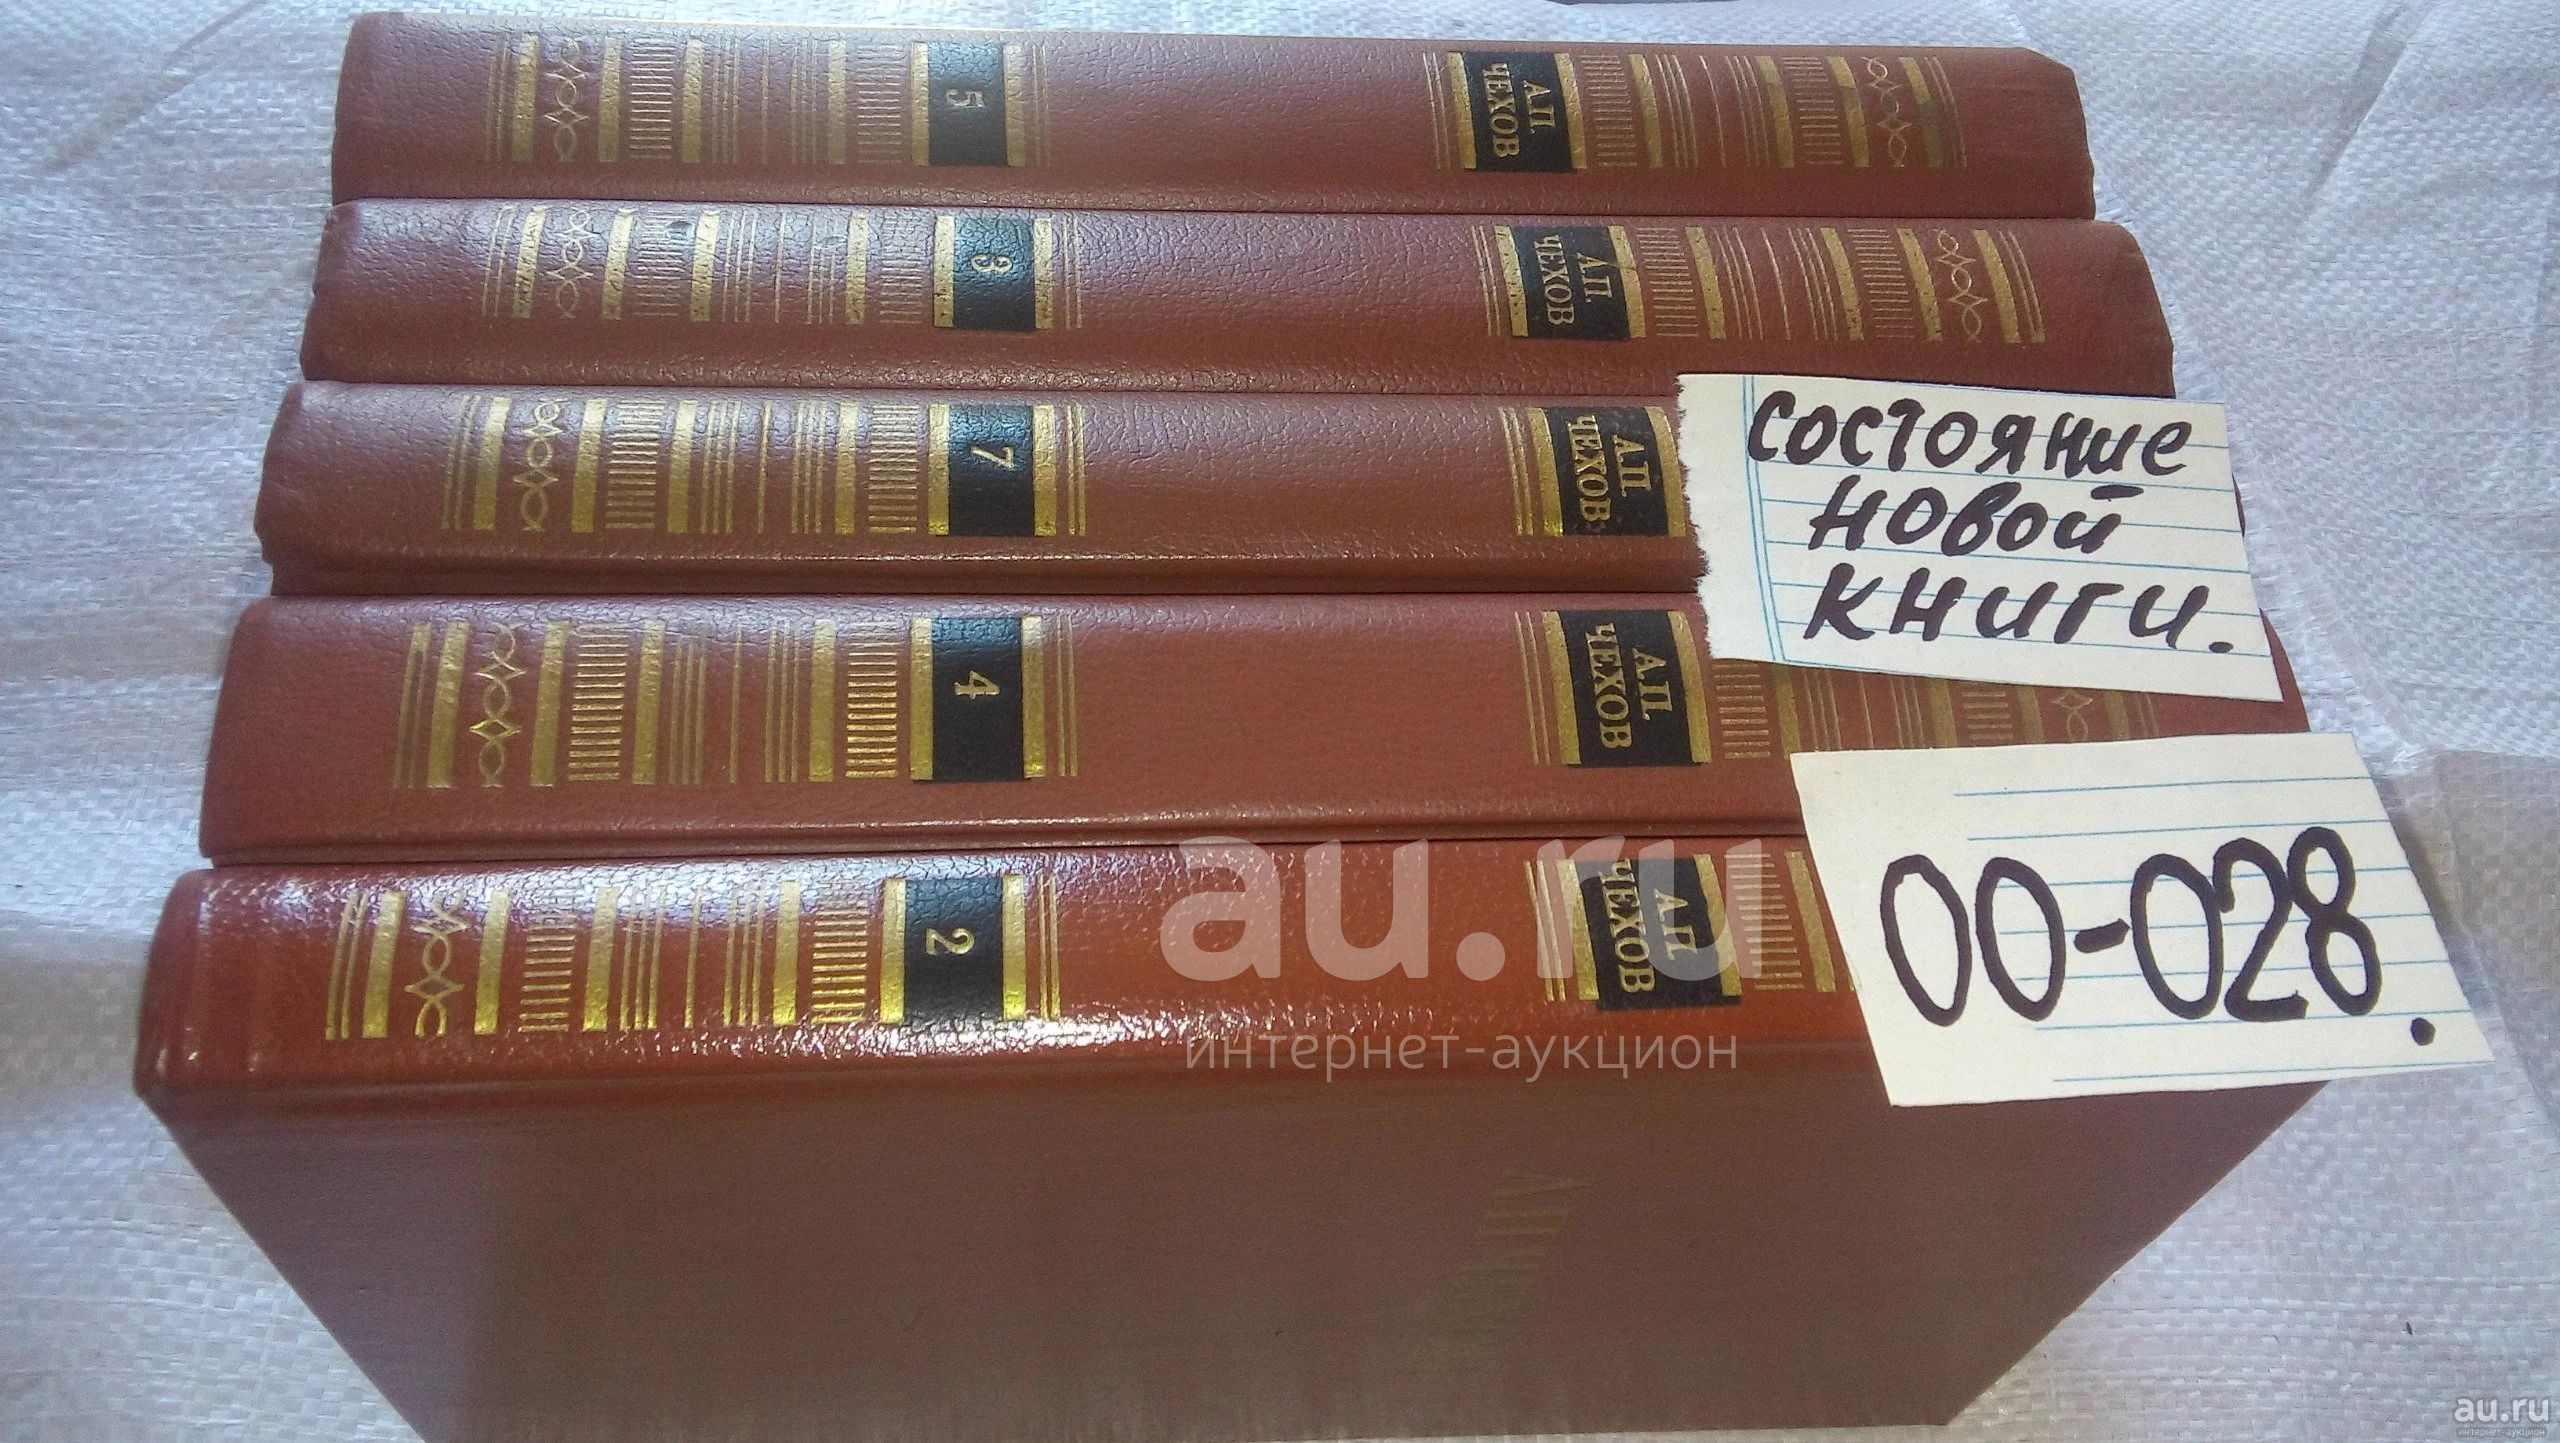 5
А.П.
ЧЕХОВ
3
А.П.
ЧЕХОВ
7
А.П.
ЧЕХОВ
4
А.П.
ЧЕХОВ
2
А.П.
ЧЕХОВ
состояние
новой
книги.
00-028.
au.ru
интернет-аукцион
au.ru
интернет-аукцион